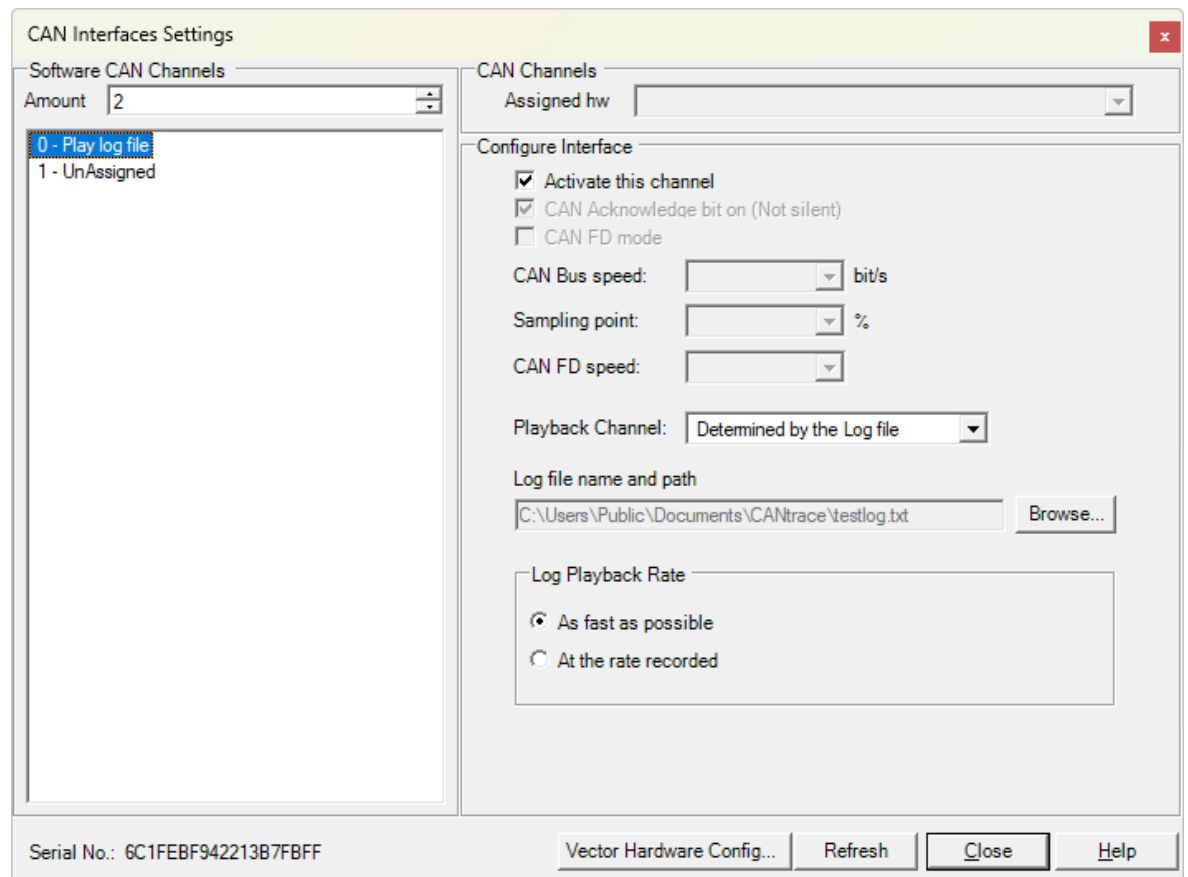 CAN Interfaces Settings
x
Software CAN Channels
Amount 2
0 - Play log file
1 - UnAssigned
CAN Channels
Assigned hw
Configure Interface
Activate this channel
CAN Acknowledge bit on (Not silent)
CAN FD mode
CAN Bus speed: bit/s
Sampling point: %
CAN FD speed:
Playback Channel: Determined by the Log file
Log file name and path
C:\Users\Public\Documents\CANtrace\testlog.txt Browse...
Log Playback Rate
As fast as possible
At the rate recorded
Serial No.: 6C1FEBF942213B7FBFF Vector Hardware Config... Refresh Close Help